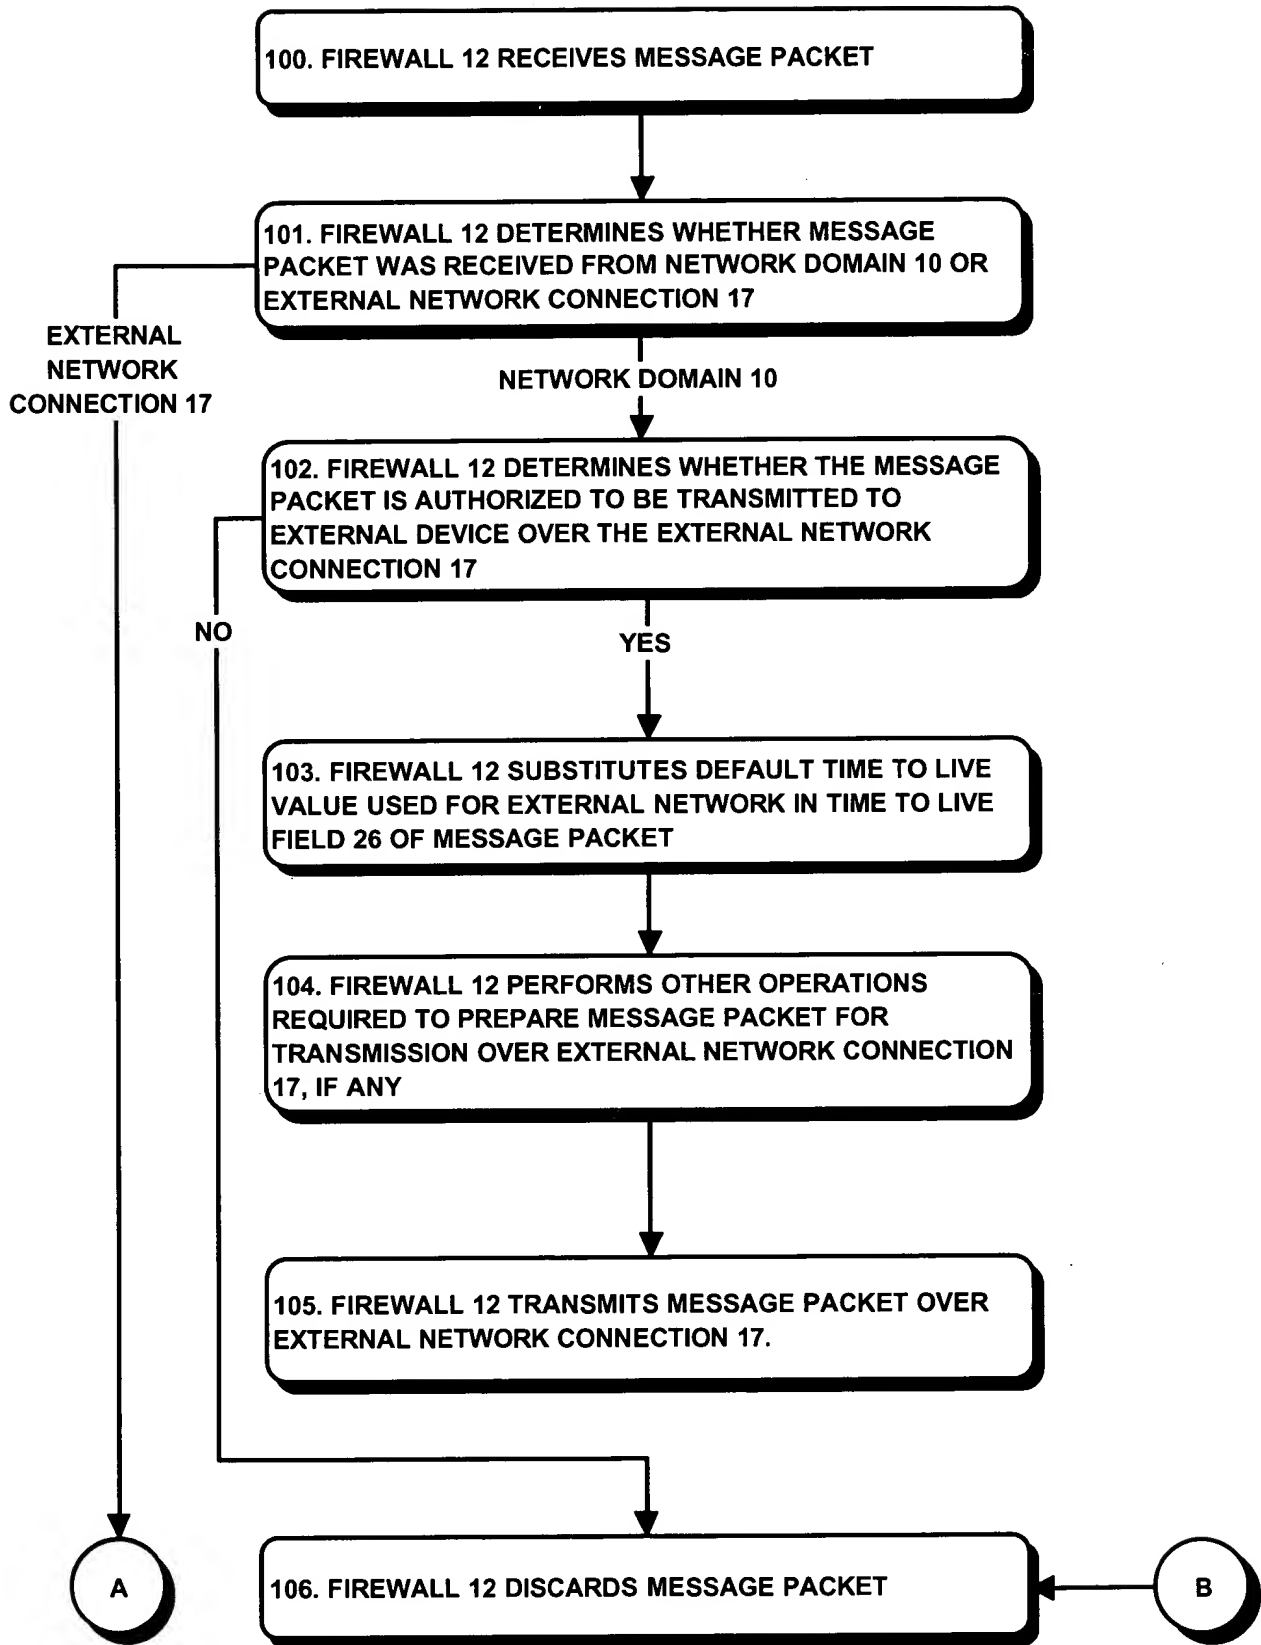 100. FIREWALL 12 RECEIVES MESSAGE PACKET
101. FIREWALL 12 DETERMINES WHETHER MESSAGE
PACKET WAS RECEIVED FROM NETWORK DOMAIN 10 OR
EXTERNAL NETWORK CONNECTION 17
EXTERNAL
NETWORK
CONNECTION 17
NETWORK DOMAIN 10
102. FIREWALL 12 DETERMINES WHETHER THE MESSAGE
PACKET IS AUTHORIZED TO BE TRANSMITTED TO
EXTERNAL DEVICE OVER THE EXTERNAL NETWORK
CONNECTION 17
NO
YES
103. FIREWALL 12 SUBSTITUTES DEFAULT TIME TO LIVE
VALUE USED FOR EXTERNAL NETWORK IN TIME TO LIVE
FIELD 26 OF MESSAGE PACKET
104. FIREWALL 12 PERFORMS OTHER OPERATIONS
REQUIRED TO PREPARE MESSAGE PACKET FOR
TRANSMISSION OVER EXTERNAL NETWORK CONNECTION
17, IF ANY
105. FIREWALL 12 TRANSMITS MESSAGE PACKET OVER
EXTERNAL NETWORK CONNECTION 17.
A
106. FIREWALL 12 DISCARDS MESSAGE PACKET
B